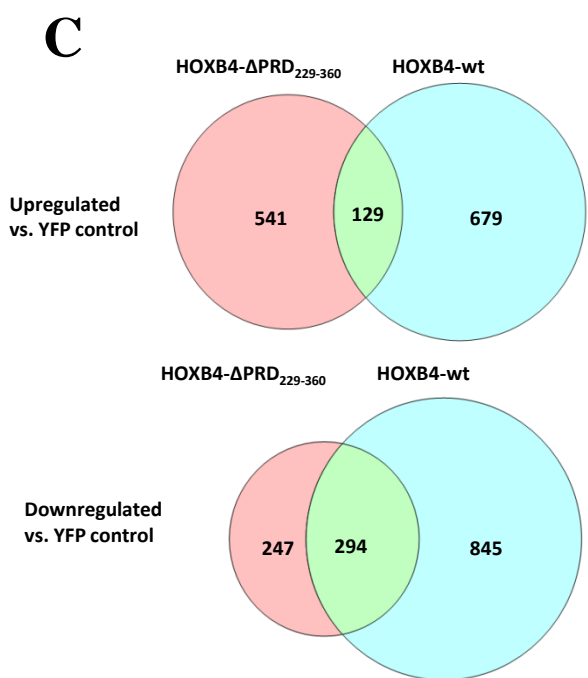 C
HOXB4-ΔPRD229-360 HOXB4-wt
Upregulated
vs. YFP control
541 129 679
HOXB4-ΔPRD229-360 HOXB4-wt
Downregulated
vs. YFP control
247 294 845